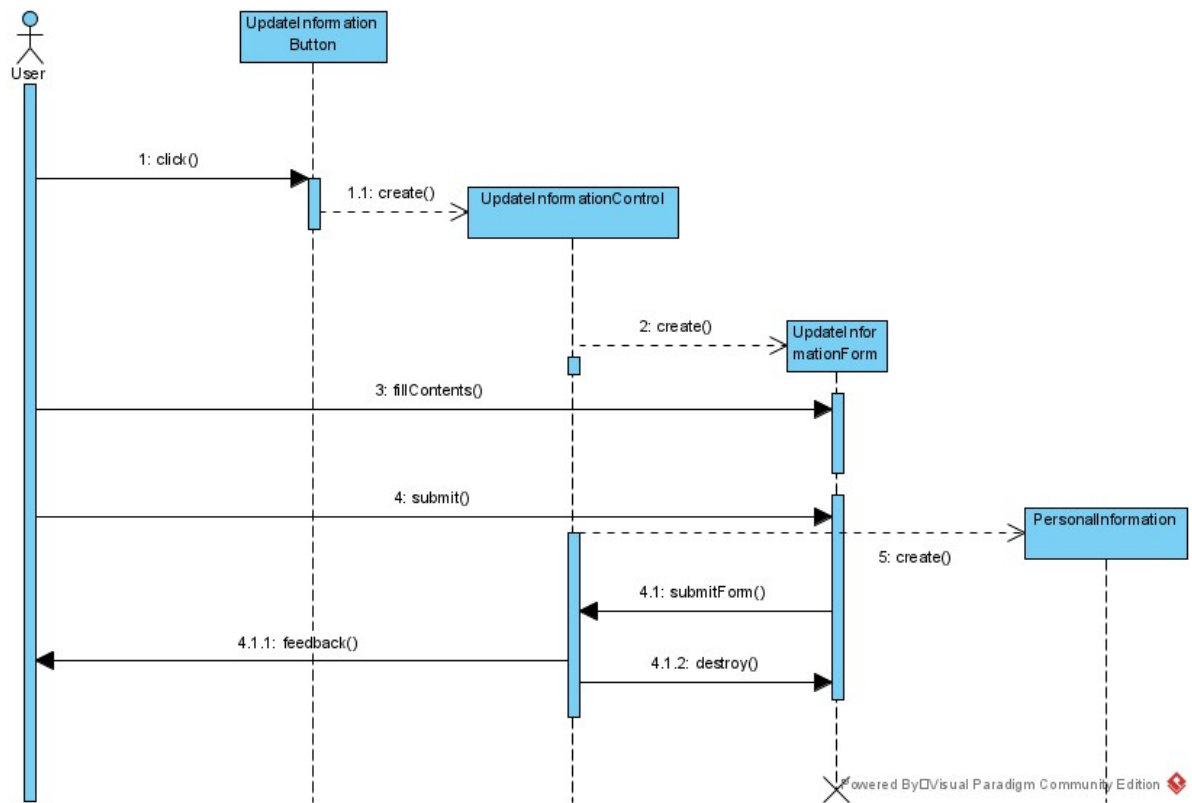 UpdateInformation
Button
User
1: click()
1.1: create()
UpdateInformationControl
2: create()
UpdateInfor
mationForm
3: fillContents()
4: submit()
PersonalInformation
5: create()
4.1: submitForm()
4.1.1: feedback()
4.1.2: destroy()
Powered By□Visual Paradigm Community Edition